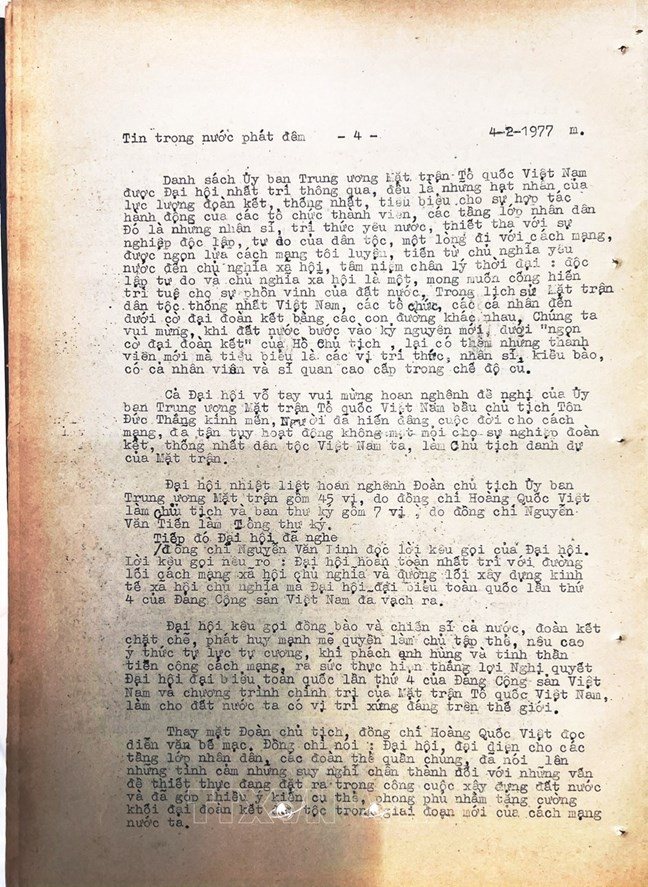 Tin trong nước phát đâm - 4 - 4-2-1977 m.
Danh sách Ủy ban Trung ương Mặt trận Tổ quốc Việt Nam
được Đại hội nhất trí thông qua, đều là những hạt nhân của
lực lượng đoàn kết, thống nhất, tiêu biểu cho sự hợp tác
hành động của các tổ chức thành viên, các tầng lớp nhân dân
Đó là những nhân sĩ, trí thức yêu nước, thiết tha với sự
nghiệp độc lập, tự do của dân tộc, một lòng đi với cách mạng,
được ngọn lửa cách mạng tôi luyện, tiến từ chủ nghĩa yêu
nước đến chủ nghĩa xã hội, tâm niệm chân lý thời đại : độc
lập tự do và chủ nghĩa xã hội là một, mong muốn cống hiến
trí tuệ cho sự phồn vinh của đất nước, Trong lịch sử Mặt trận
dân tộc thống nhất Việt Nam, các tổ chức, các cá nhân đến
dưới cờ đại đoàn kết bằng các con đường khác nhau, Chúng ta
vui mừng, khi đất nước bước vào kỷ nguyên mới, dưới "ngọn
cờ đại đoàn kết" của Hồ Chủ tịch , lại có thêm những thành
viên mới mà tiêu biểu là các vị trí thức, nhân sĩ, kiều bào,
có cả nhân viên và sĩ quan cao cấp trong chế độ cũ.
Cả Đại hội vỗ tay vui mừng hoan nghênh đề nghị của Ủy
ban Trung ương Mặt trận Tổ quốc Việt Nam bầu chủ tịch Tôn
Đức Thắng kính mến, Người đã hiến dâng cuộc đời cho cách
mạng, đã tận tụy hoạt động không mệt mỏi cho sự nghiệp đoàn
kết, thống nhất dân tộc Việt Nam ta, làm Chủ tịch danh dự
của Mặt trận.
Đại hội nhiệt liệt hoan nghênh Đoàn chủ tịch Ủy ban
Trung ương Mặt trận gồm 45 vị, do đồng chí Hoàng Quốc Việt
làm Chủ tịch và ban thư ký gồm 7 vị , do đồng chí Nguyễn
Văn Tiến làm Tổng thư ký.
Tiếp đó Đại hội đã nghe
/đồng chí Nguyễn Văn Linh đọc lời kêu gọi của Đại hội.
Lời kêu gọi nêu rõ : Đại hội hoàn toàn nhất trí với đường
lối cách mạng xã hội chủ nghĩa và đường lối xây dựng kinh
tế xã hội chủ nghĩa mà Đại hội đại biểu toàn quốc lần thứ
4 của Đảng Cộng sản Việt Nam đã vạch ra.
Đại hội kêu gọi đồng bào và chiến sĩ cả nước, đoàn kết
chặt chẽ, phát huy mạnh mẽ quyền làm chủ tập thể, nêu cao
ý thức tự lực tự cường, khí phách anh hùng và tinh thần
tiến công cách mạng, ra sức thực hiện thắng lợi Nghị quyết
Đại hội đại biểu toàn quốc lần thứ 4 của Đảng Cộng sản Việt
Nam và chương trình chính trị của Mặt trận Tổ quốc Việt Nam,
làm cho đất nước ta có vị trí xứng đáng trên thế giới.
Thay mặt Đoàn chủ tịch, đồng chí Hoàng Quốc Việt đọc
diễn văn bế mạc. Đồng chí nói : Đại hội, đại diện cho các
tầng lớp nhân dân, các đoàn thể quần chúng, đã nói lên
những tình cảm những suy nghĩ chân thành đối với những vấn
đề thiết thực đang đặt ra trong công cuộc xây dựng đất nước
và đã góp nhiều ý kiến cụ thể, phong phú nhằm tăng cường
khối đại đoàn kết dân tộc trong giai đoạn mới của cách mạng
nước ta.